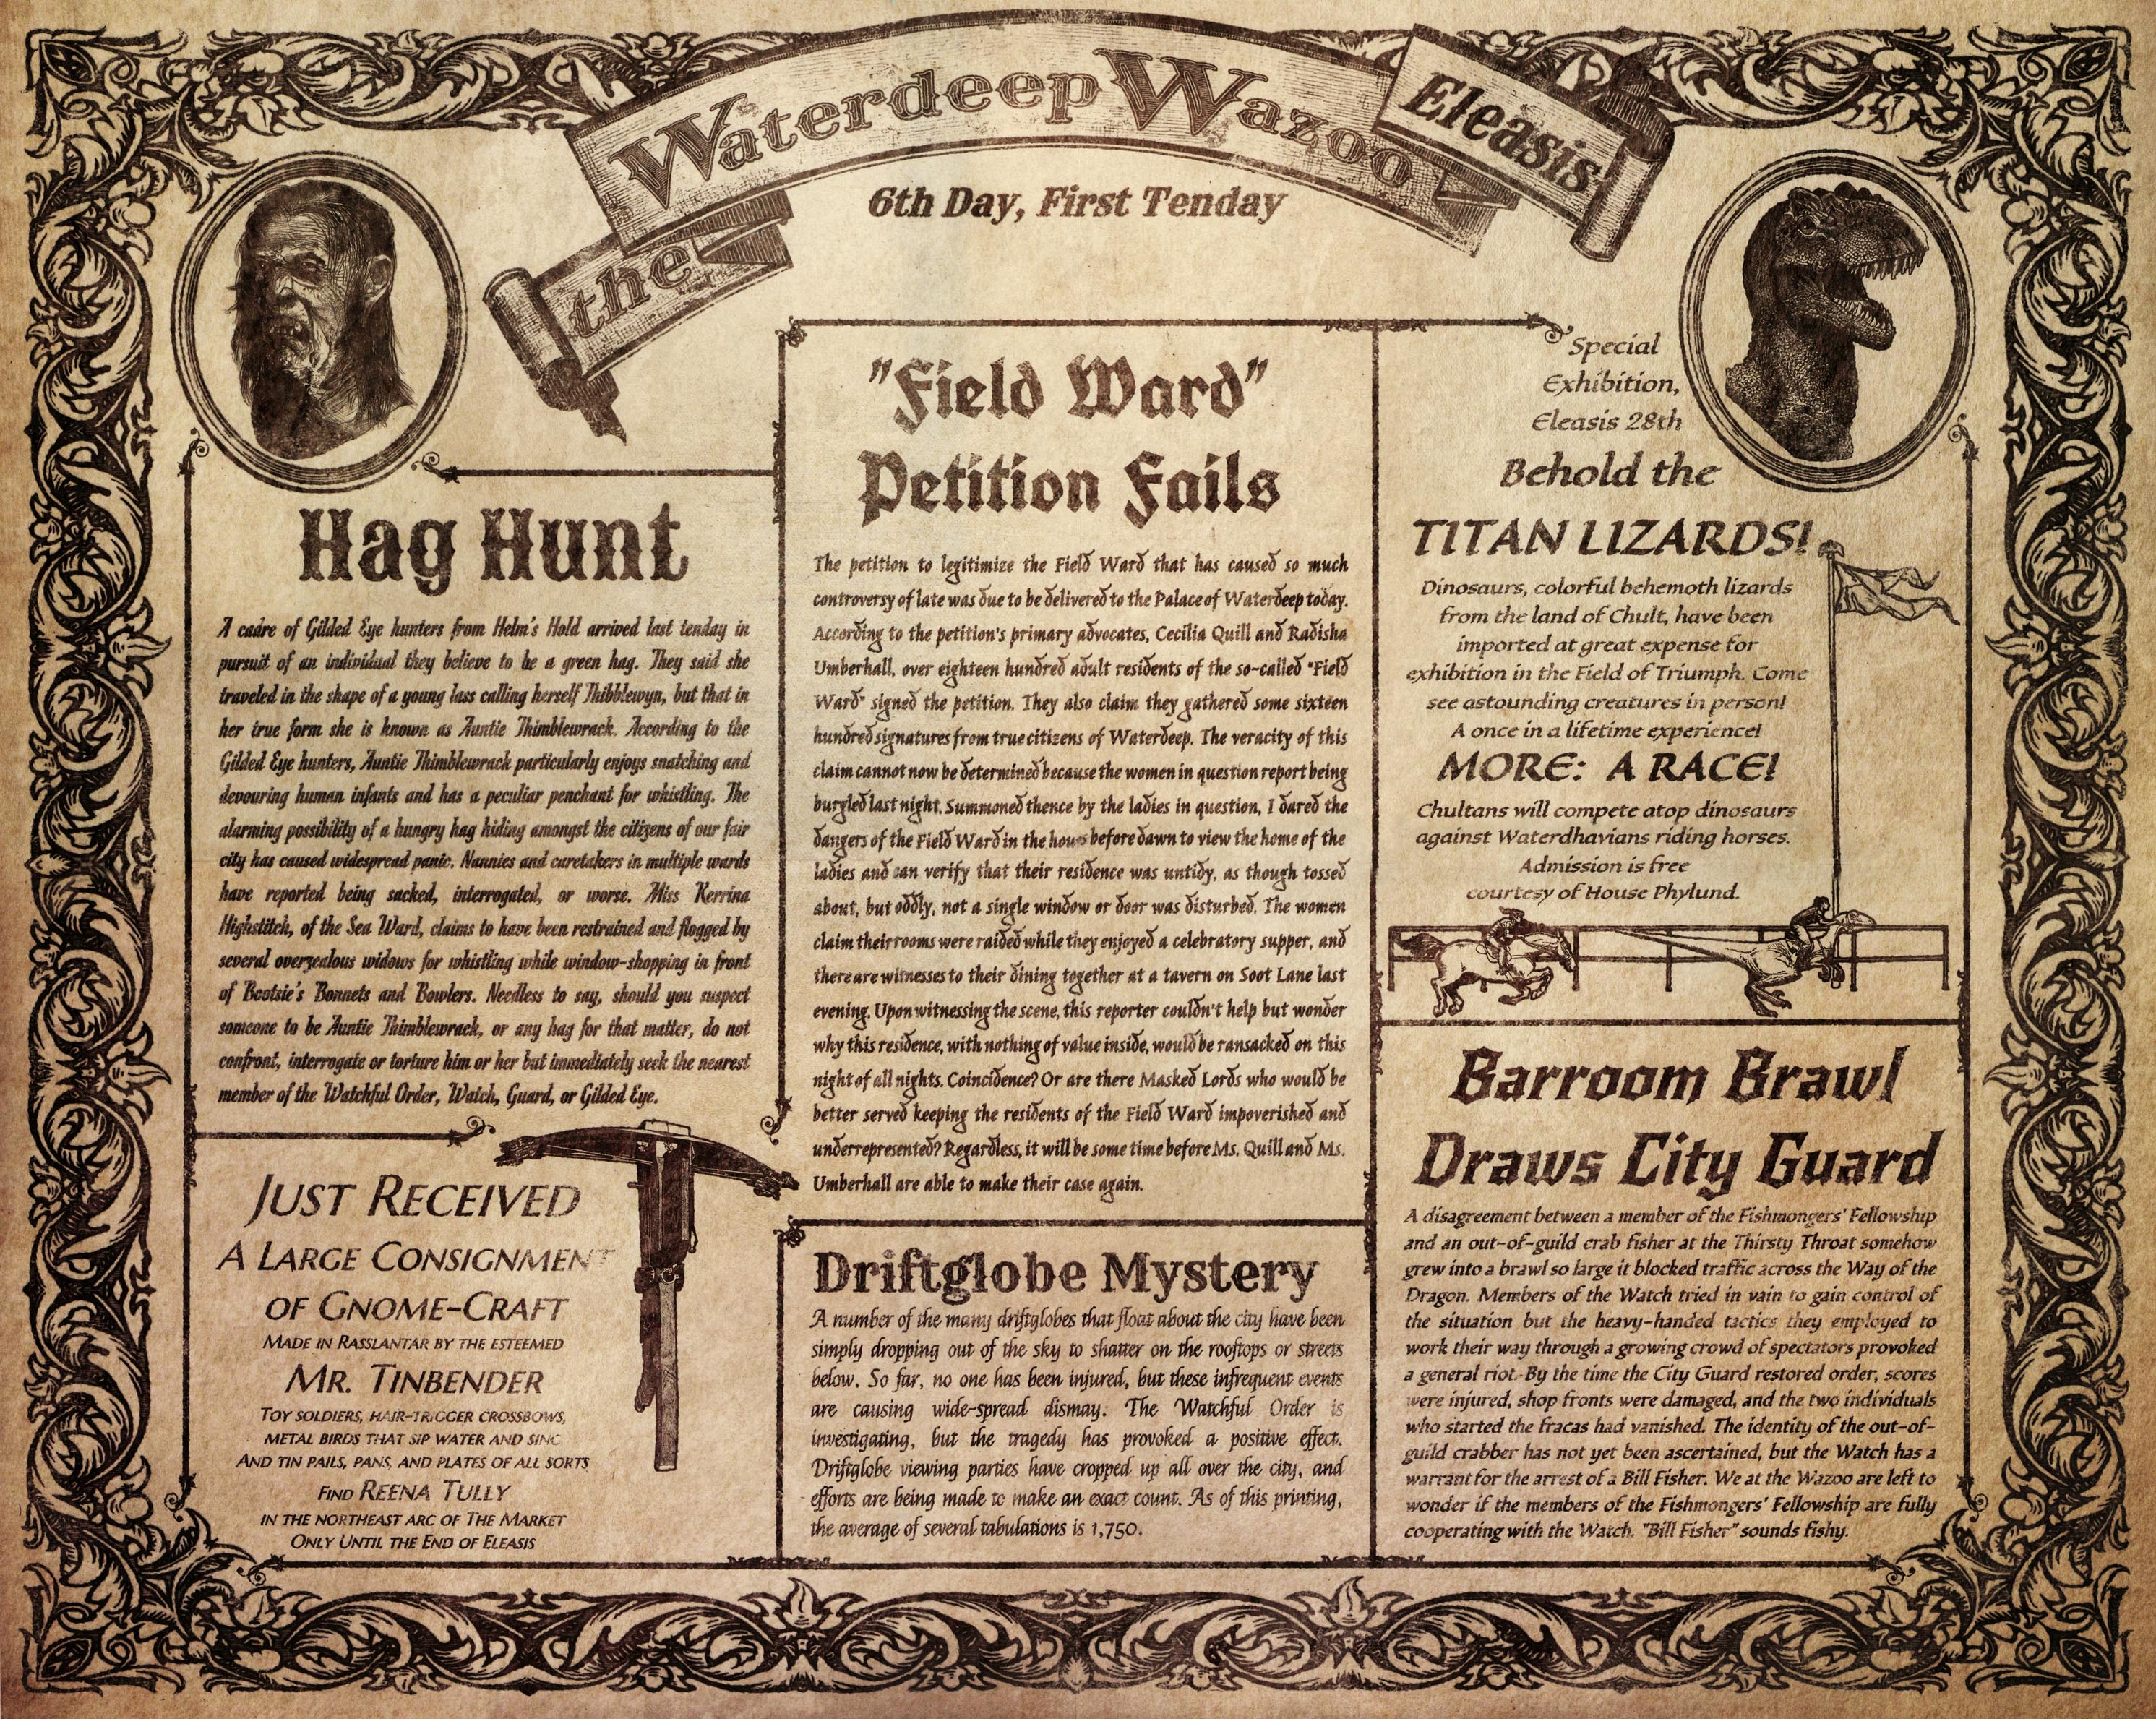 the Waterdeep Wazoo
Eleasis
6th Day, First Tenday
Hag Hunt
A cadre of Gilded Eye hunters from Helm's Hold arrived last tenday in
pursuit of an individual they believe to be a green hag. They said she
traveled in the shape of a young lass calling herself Thibblewyn, but that in
her true form she is known as Auntie Thimblewrack. According to the
Gilded Eye hunters, Auntie Thimblewrack particularly enjoys snatching and
devouring human infants and has a peculiar penchant for whistling. The
alarming possibility of a hungry hag hiding amongst the citizens of our fair
city has caused widespread panic. Nannies and caretakers in multiple wards
have reported being sacked, interrogated, or worse. Miss Kerrina
Highstitch, of the Sea Ward, claims to have been restrained and flogged by
several overzealous widows for whistling while window-shopping in front
of Bootsie's Bonnets and Bowlers. Needless to say, should you suspect
someone to be Auntie Thimblewrack, or any hag for that matter, do not
confront, interrogate or torture him or her but immediately seek the nearest
member of the Watchful Order, Watch, Guard, or Gilded Eye.
Just Received
A Large Consignment
of Gnome-Craft
Made in Rasslantar by the esteemed
Mr. Tinbender
Toy soldiers, hair-trigger crossbows,
metal birds that sip water and sing
And tin pails, pans, and plates of all sorts
Find Reena Tully
in the northeast arc of The Market
Only Until the End of Eleasis
"Field Ward"
Petition Fails
The petition to legitimize the Field Ward that has caused so much
controversy of late was due to be delivered to the Palace of Waterdeep today.
According to the petition's primary advocates, Cecilia Quill and Radisha
Umberhall, over eighteen hundred adult residents of the so-called "Field
Ward" signed the petition. They also claim they gathered some sixteen
hundred signatures from true citizens of Waterdeep. The veracity of this
claim cannot now be determined because the women in question report being
burgled last night. Summoned thence by the ladies in question, I dared the
dangers of the Field Ward in the hours before dawn to view the home of the
ladies and can verify that their residence was untidy, as though tossed
about, but oddly, not a single window or door was disturbed. The women
claim their rooms were raided while they enjoyed a celebratory supper, and
there are witnesses to their dining together at a tavern on Soot Lane last
evening. Upon witnessing the scene, this reporter couldn't help but wonder
why this residence, with nothing of value inside, would be ransacked on this
night of all nights. Coincidence? Or are there Masked Lords who would be
better served keeping the residents of the Field Ward impoverished and
underrepresented? Regardless, it will be some time before Ms. Quill and Ms.
Umberhall are able to make their case again.
Driftglobe Mystery
A number of the many driftglobes that float about the city have been
simply dropping out of the sky to shatter on the rooftops or streets
below. So far, no one has been injured, but these infrequent events
are causing wide-spread dismay. The Watchful Order is
investigating, but the tragedy has provoked a positive effect.
Driftglobe viewing parties have cropped up all over the city, and
efforts are being made to make an exact count. As of this printing,
the average of several tabulations is 1,750.
Special
Exhibition,
Eleasis 28th
Behold the
TITAN LIZARDS!
Dinosaurs, colorful behemoth lizards
from the land of Chult, have been
imported at great expense for
exhibition in the Field of Triumph. Come
see astounding creatures in person!
A once in a lifetime experience!
MORE: A RACE!
Chultans will compete atop dinosaurs
against Waterdhavians riding horses.
Admission is free
courtesy of House Phylund.
Barroom Brawl
Draws City Guard
A disagreement between a member of the Fishmongers' Fellowship
and an out-of-guild crab fisher at the Thirsty Throat somehow
grew into a brawl so large it blocked traffic across the Way of the
Dragon. Members of the Watch tried in vain to gain control of
the situation but the heavy-handed tactics they employed to
work their way through a growing crowd of spectators provoked
a general riot. By the time the City Guard restored order, scores
were injured, shop fronts were damaged, and the two individuals
who started the fracas had vanished. The identity of the out-of-
guild crabber has not yet been ascertained, but the Watch has a
warrant for the arrest of a Bill Fisher. We at the Wazoo are left to
wonder if the members of the Fishmongers' Fellowship are fully
cooperating with the Watch. "Bill Fisher" sounds fishy.